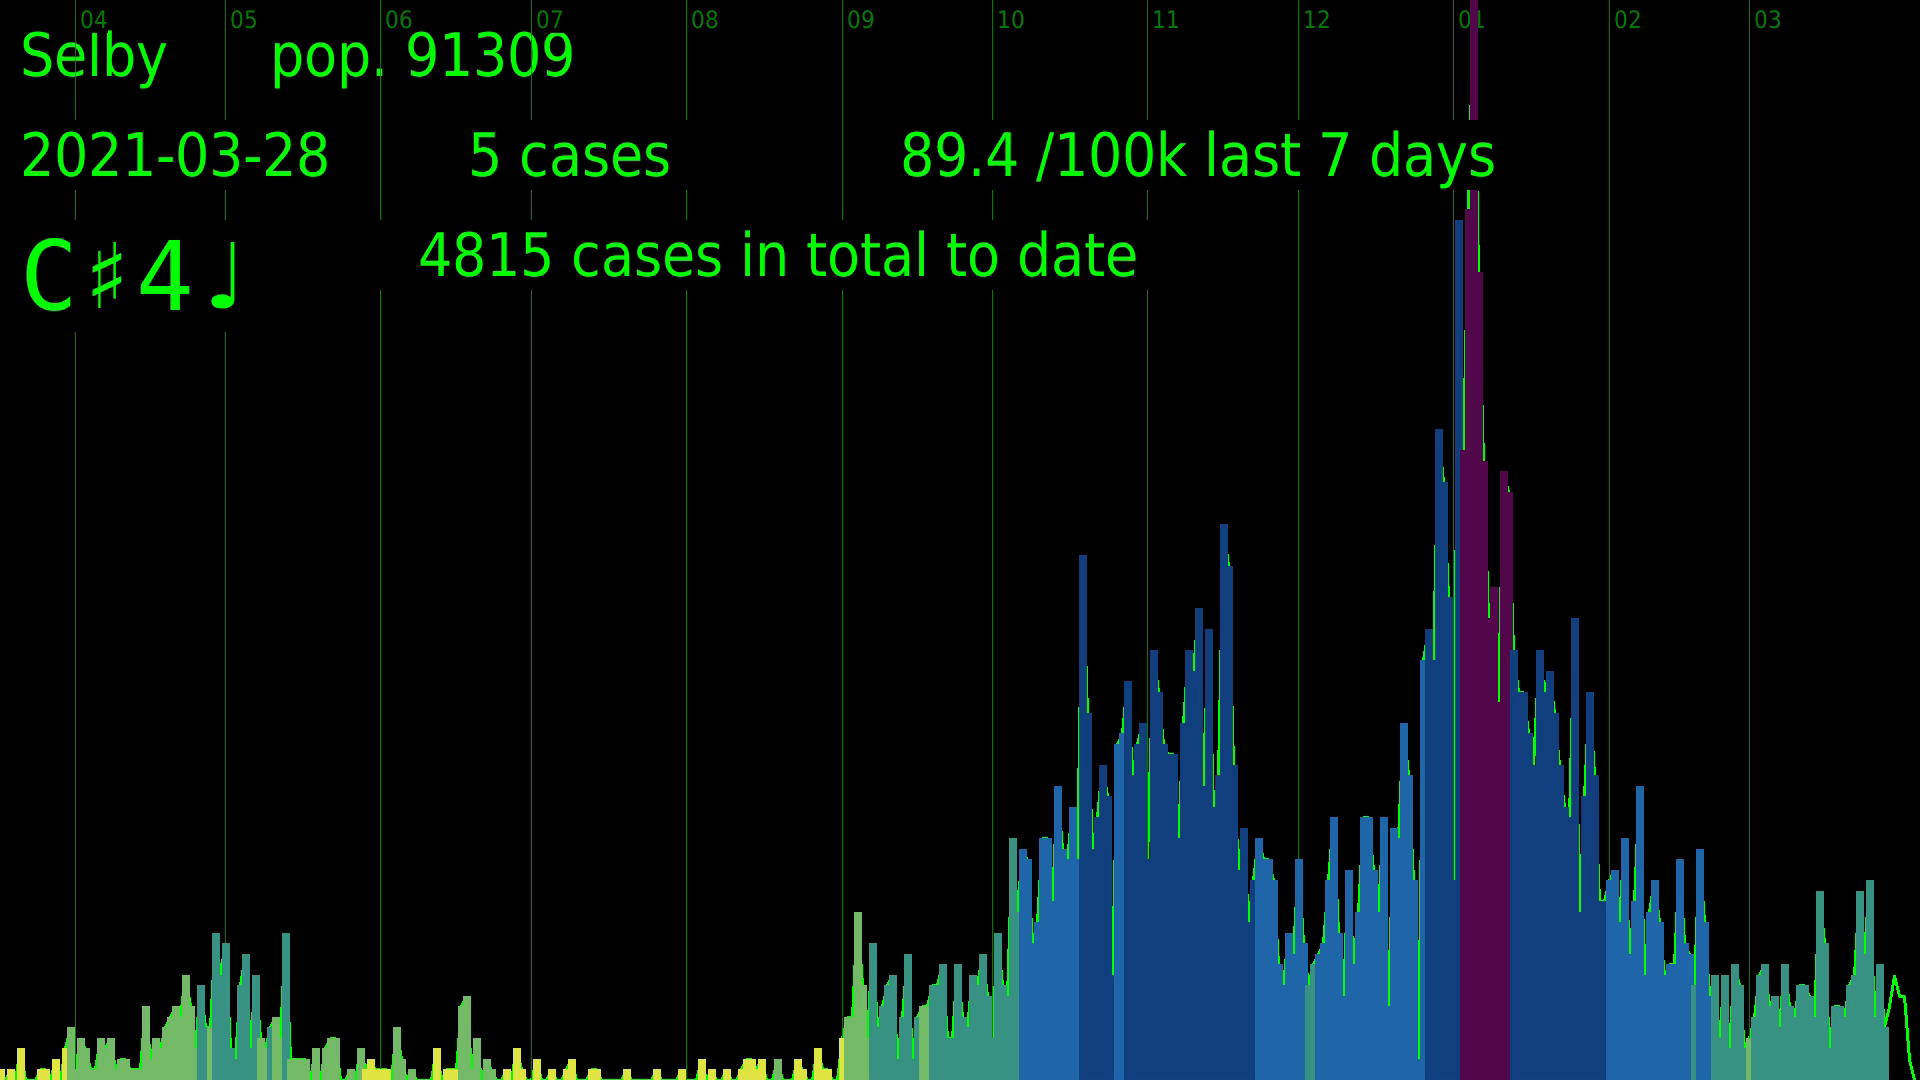 04 05 06 07 08 09 10 11 12 01 02 03
Selby pop. 91309
2021-03-28 5 cases 89.4 /100k last 7 days
C♯4♩ 4815 cases in total to date